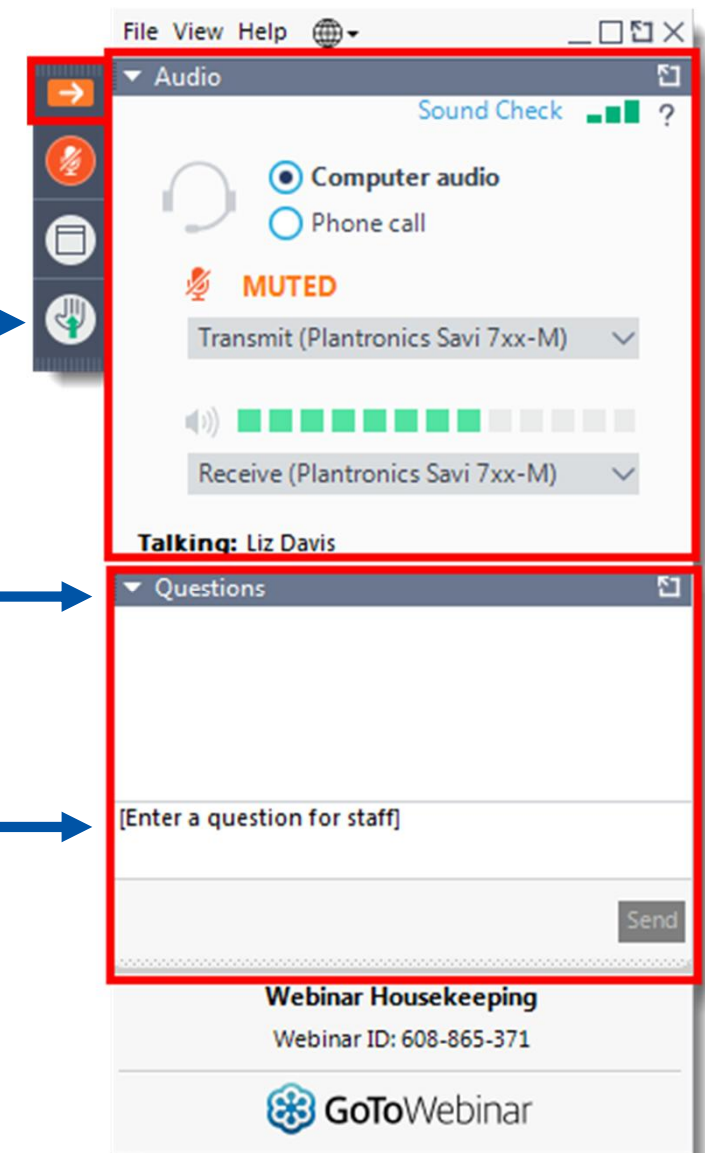 File View Help
Audio
Sound Check ?
Computer audio
Phone call
MUTED
Transmit (Plantronics Savi 7xx-M)
Receive (Plantronics Savi 7xx-M)
Talking: Liz Davis
Questions
[Enter a question for staff]
Send
Webinar Housekeeping
Webinar ID: 608-865-371
GoToWebinar